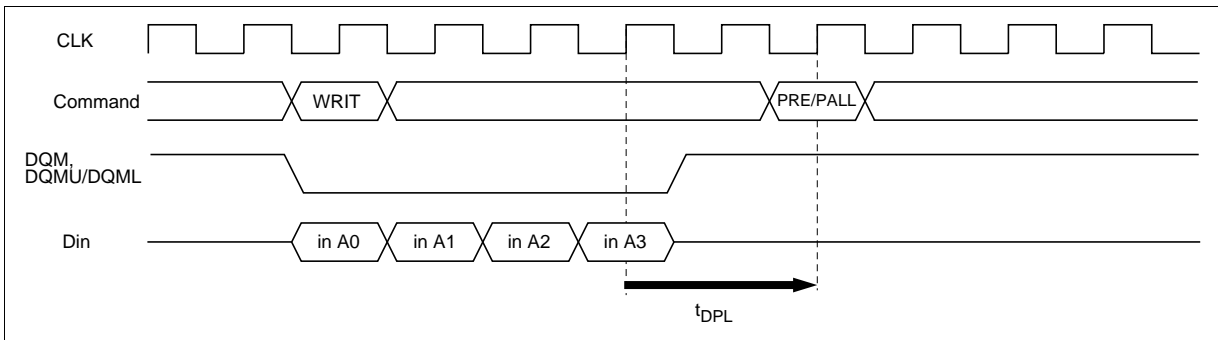 CLK
Command WRIT PRE/PALL
DQM,
DQMU/DQML
Din in A0 in A1 in A2 in A3
tDPL